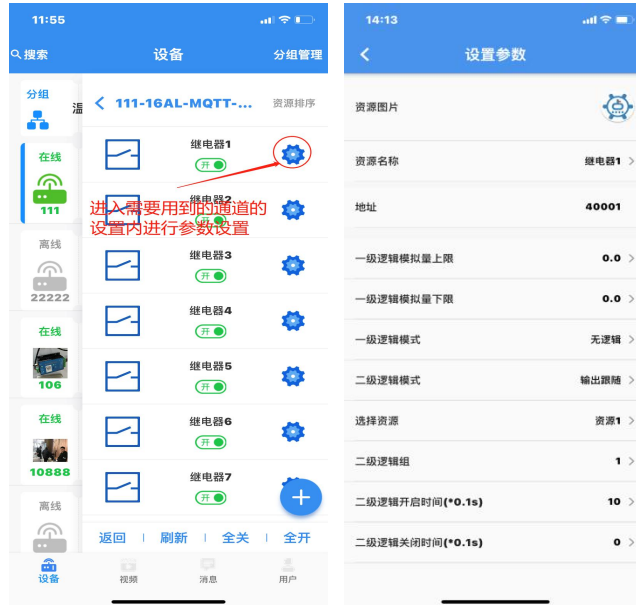 11:55
搜索
设备
分组管理
分组
温
111-16AL-MQTT-...
资源排序
在线
111
离线
22222
在线
106
在线
10888
离线
继电器1
开
继电器2
开
进入需要用到的通道的
设置内进行参数设置
继电器3
开
继电器4
开
继电器5
开
继电器6
开
继电器7
开
返回
刷新
全关
全开
设备
视频
消息
用户
14:13
设置参数
资源图片
资源名称 继电器1
地址 40001
一级逻辑模拟量上限 0.0
一级逻辑模拟量下限 0.0
一级逻辑模式 无逻辑
二级逻辑模式 输出跟随
选择资源 资源1
二级逻辑组 1
二级逻辑开启时间(*0.1s) 10
二级逻辑关闭时间(*0.1s) 0